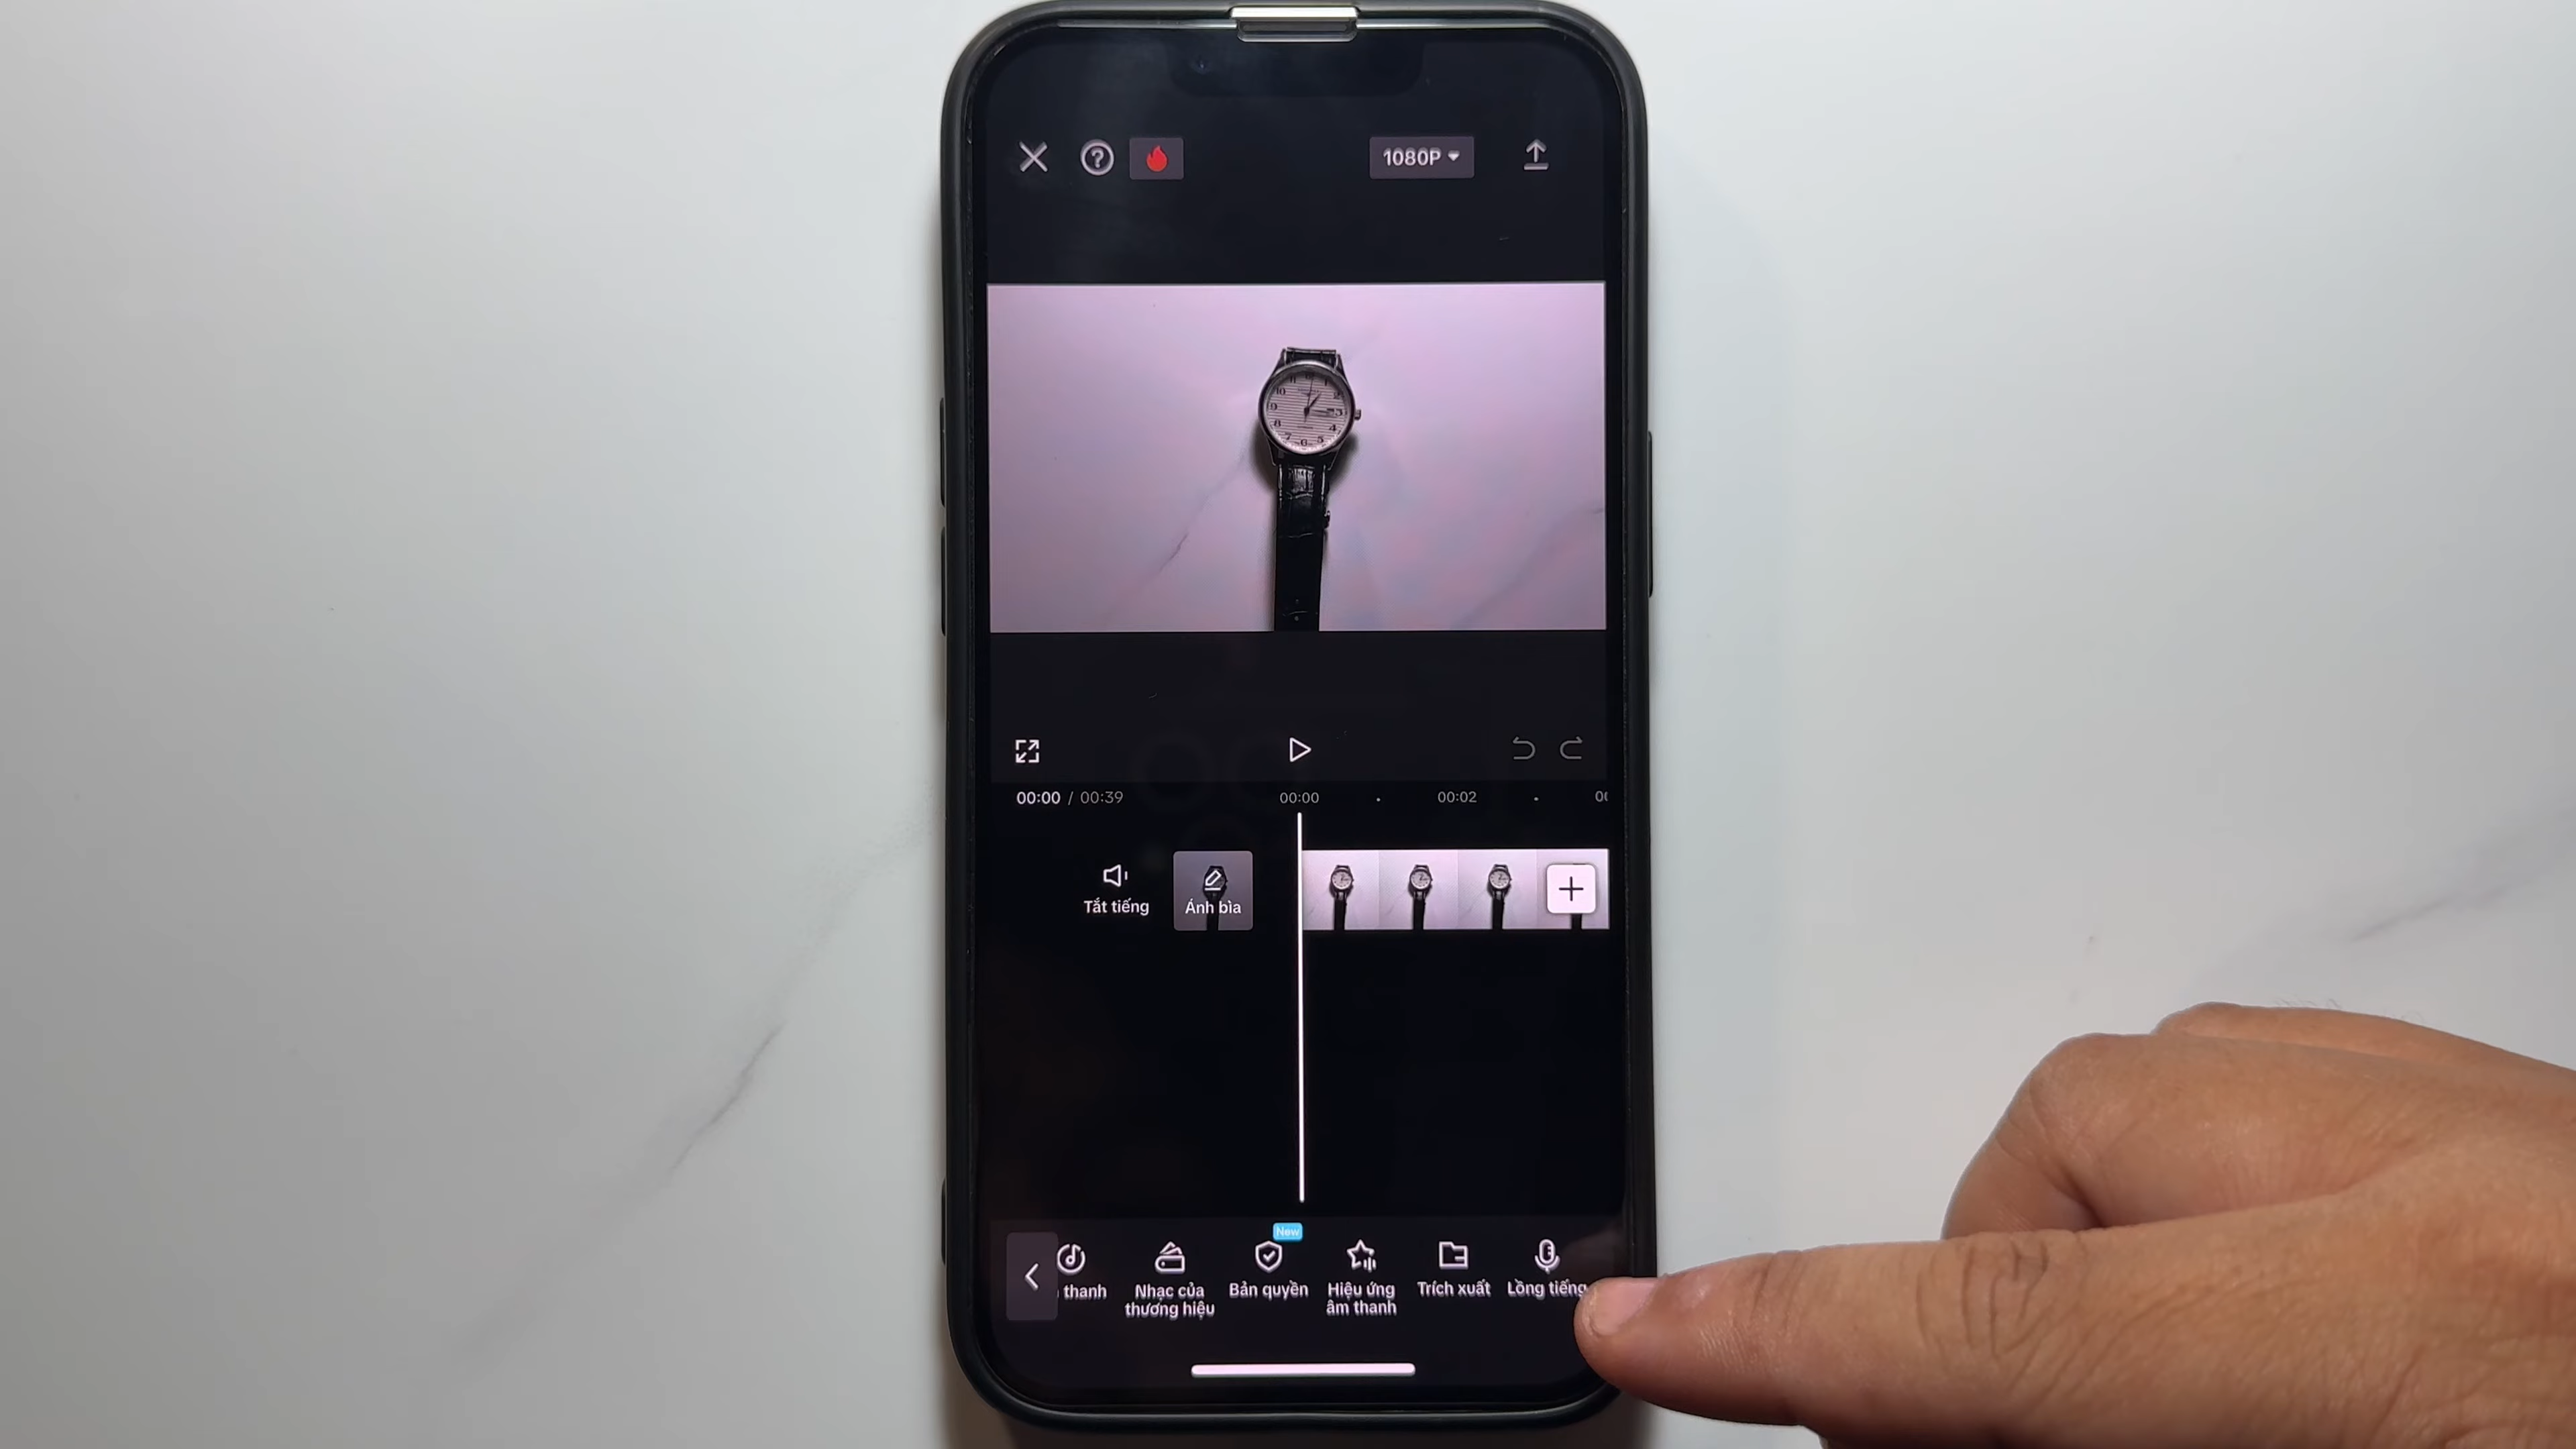 1080P
00:00 / 00:39
00:00
00:02
Tắt tiếng
Ảnh bìa
New
thanh
Nhạc của
thương hiệu
Bản quyền
Hiệu ứng
âm thanh
Trích xuất
Lồng tiếng